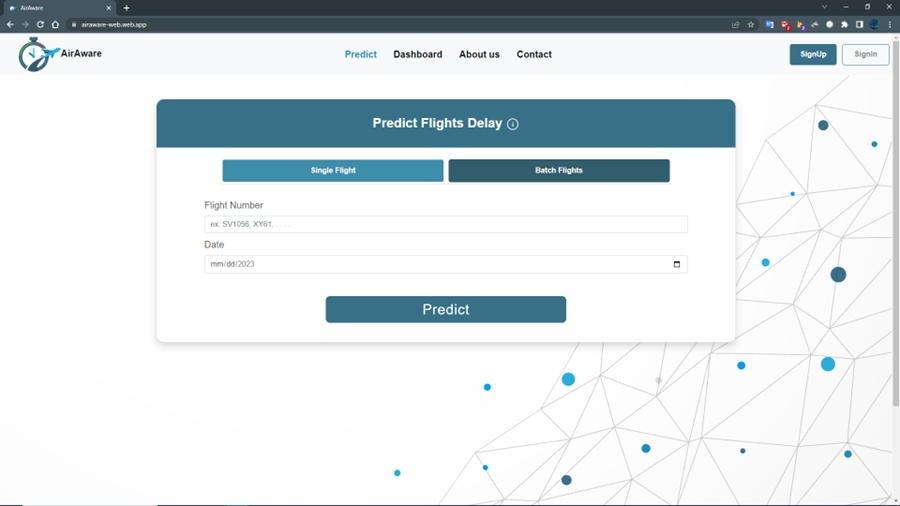 AirAware
airaware-web.web.app
AirAware
Predict
Dashboard
About us
Contact
SignUp
SignIn
Predict Flights Delay
Single Flight
Batch Flights
Flight Number
ex: SV1056, XY61, . . . .
Date
mm/dd/2023
Predict